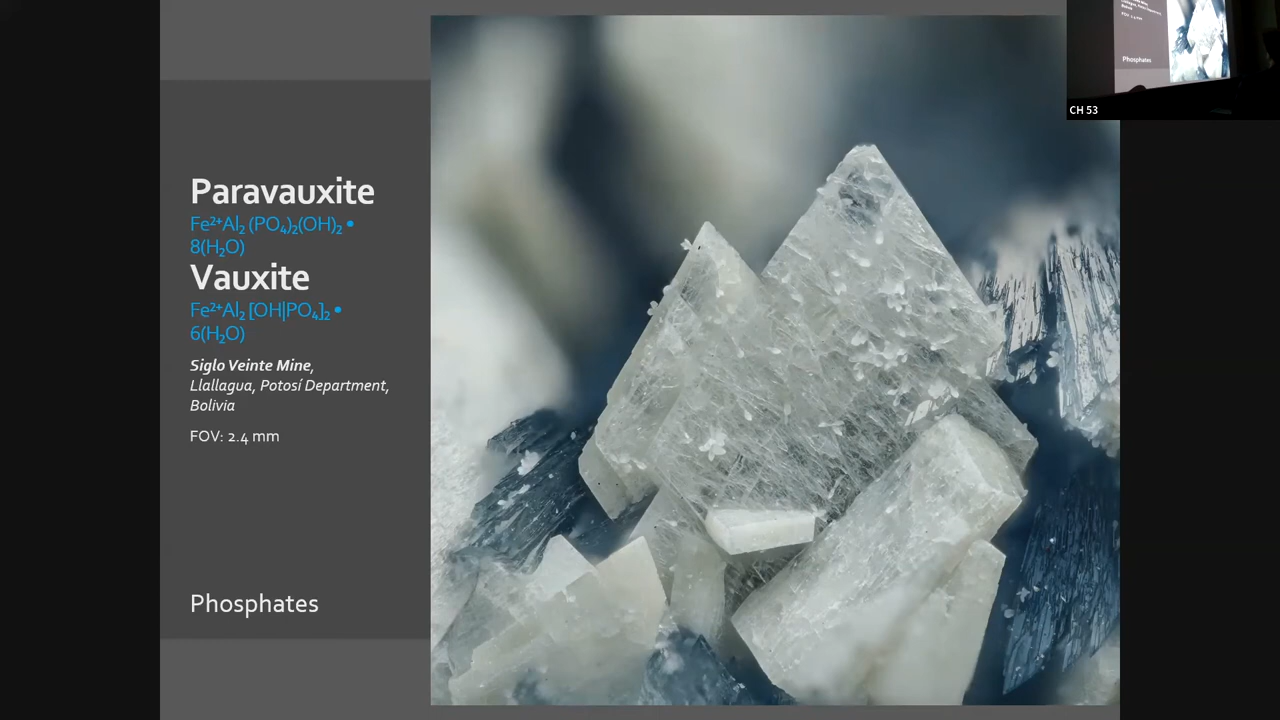 Paravauxite
Fe²⁺Al₂ (PO₄)₂(OH)₂ •
8(H₂O)
Vauxite
Fe²⁺Al₂ [OH|PO₄]₂ •
6(H₂O)
Siglo Veinte Mine,
Llallagua, Potosí Department,
Bolivia
FOV: 2.4 mm
Phosphates
Phosphates
CH 53